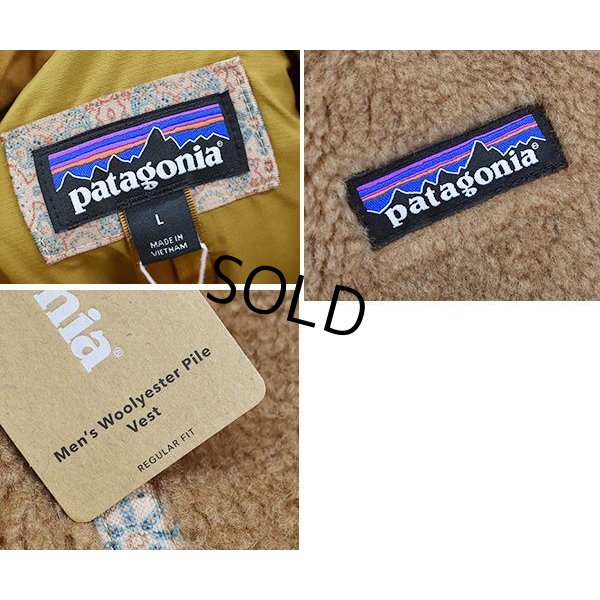 patagonia®
L
MADE IN
VIETNAM
patagonia®
SOLD
nia®
Men's Woolyester Pile
Vest
REGULAR FIT